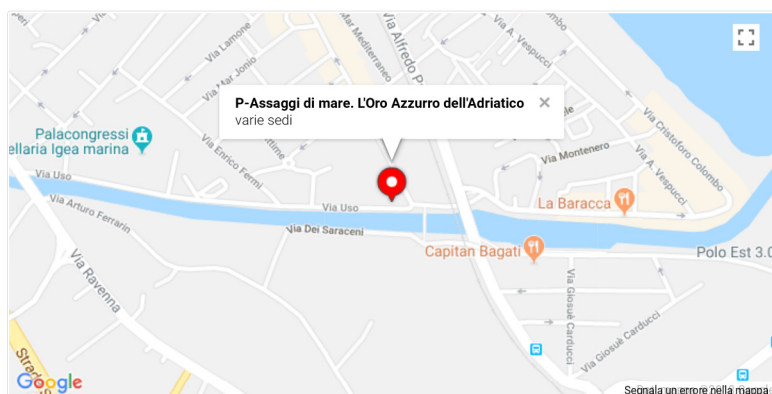 Via Lamone
Via Mar Jonio
Mar Mediterraneo
Via Alfredo P
Via A. Vespucci
Via Cristoforo Colombo
P-Assaggi di mare. L'Oro Azzurro dell'Adriatico
varie sedi
Palacongressi
ellaria Igea marina
Via Enrico Fermi
Via Montenero
Via A. Vespucci
Via Uso
Via Arturo Ferrarin
Via Uso
La Baracca
Via Dei Saraceni
Capitan Bagati
Polo Est 3.0
Via Ravenna
Via Giosuè Carducci
Via Giosuè Carducci
Strad
Google
Segnala un errore nella mappa